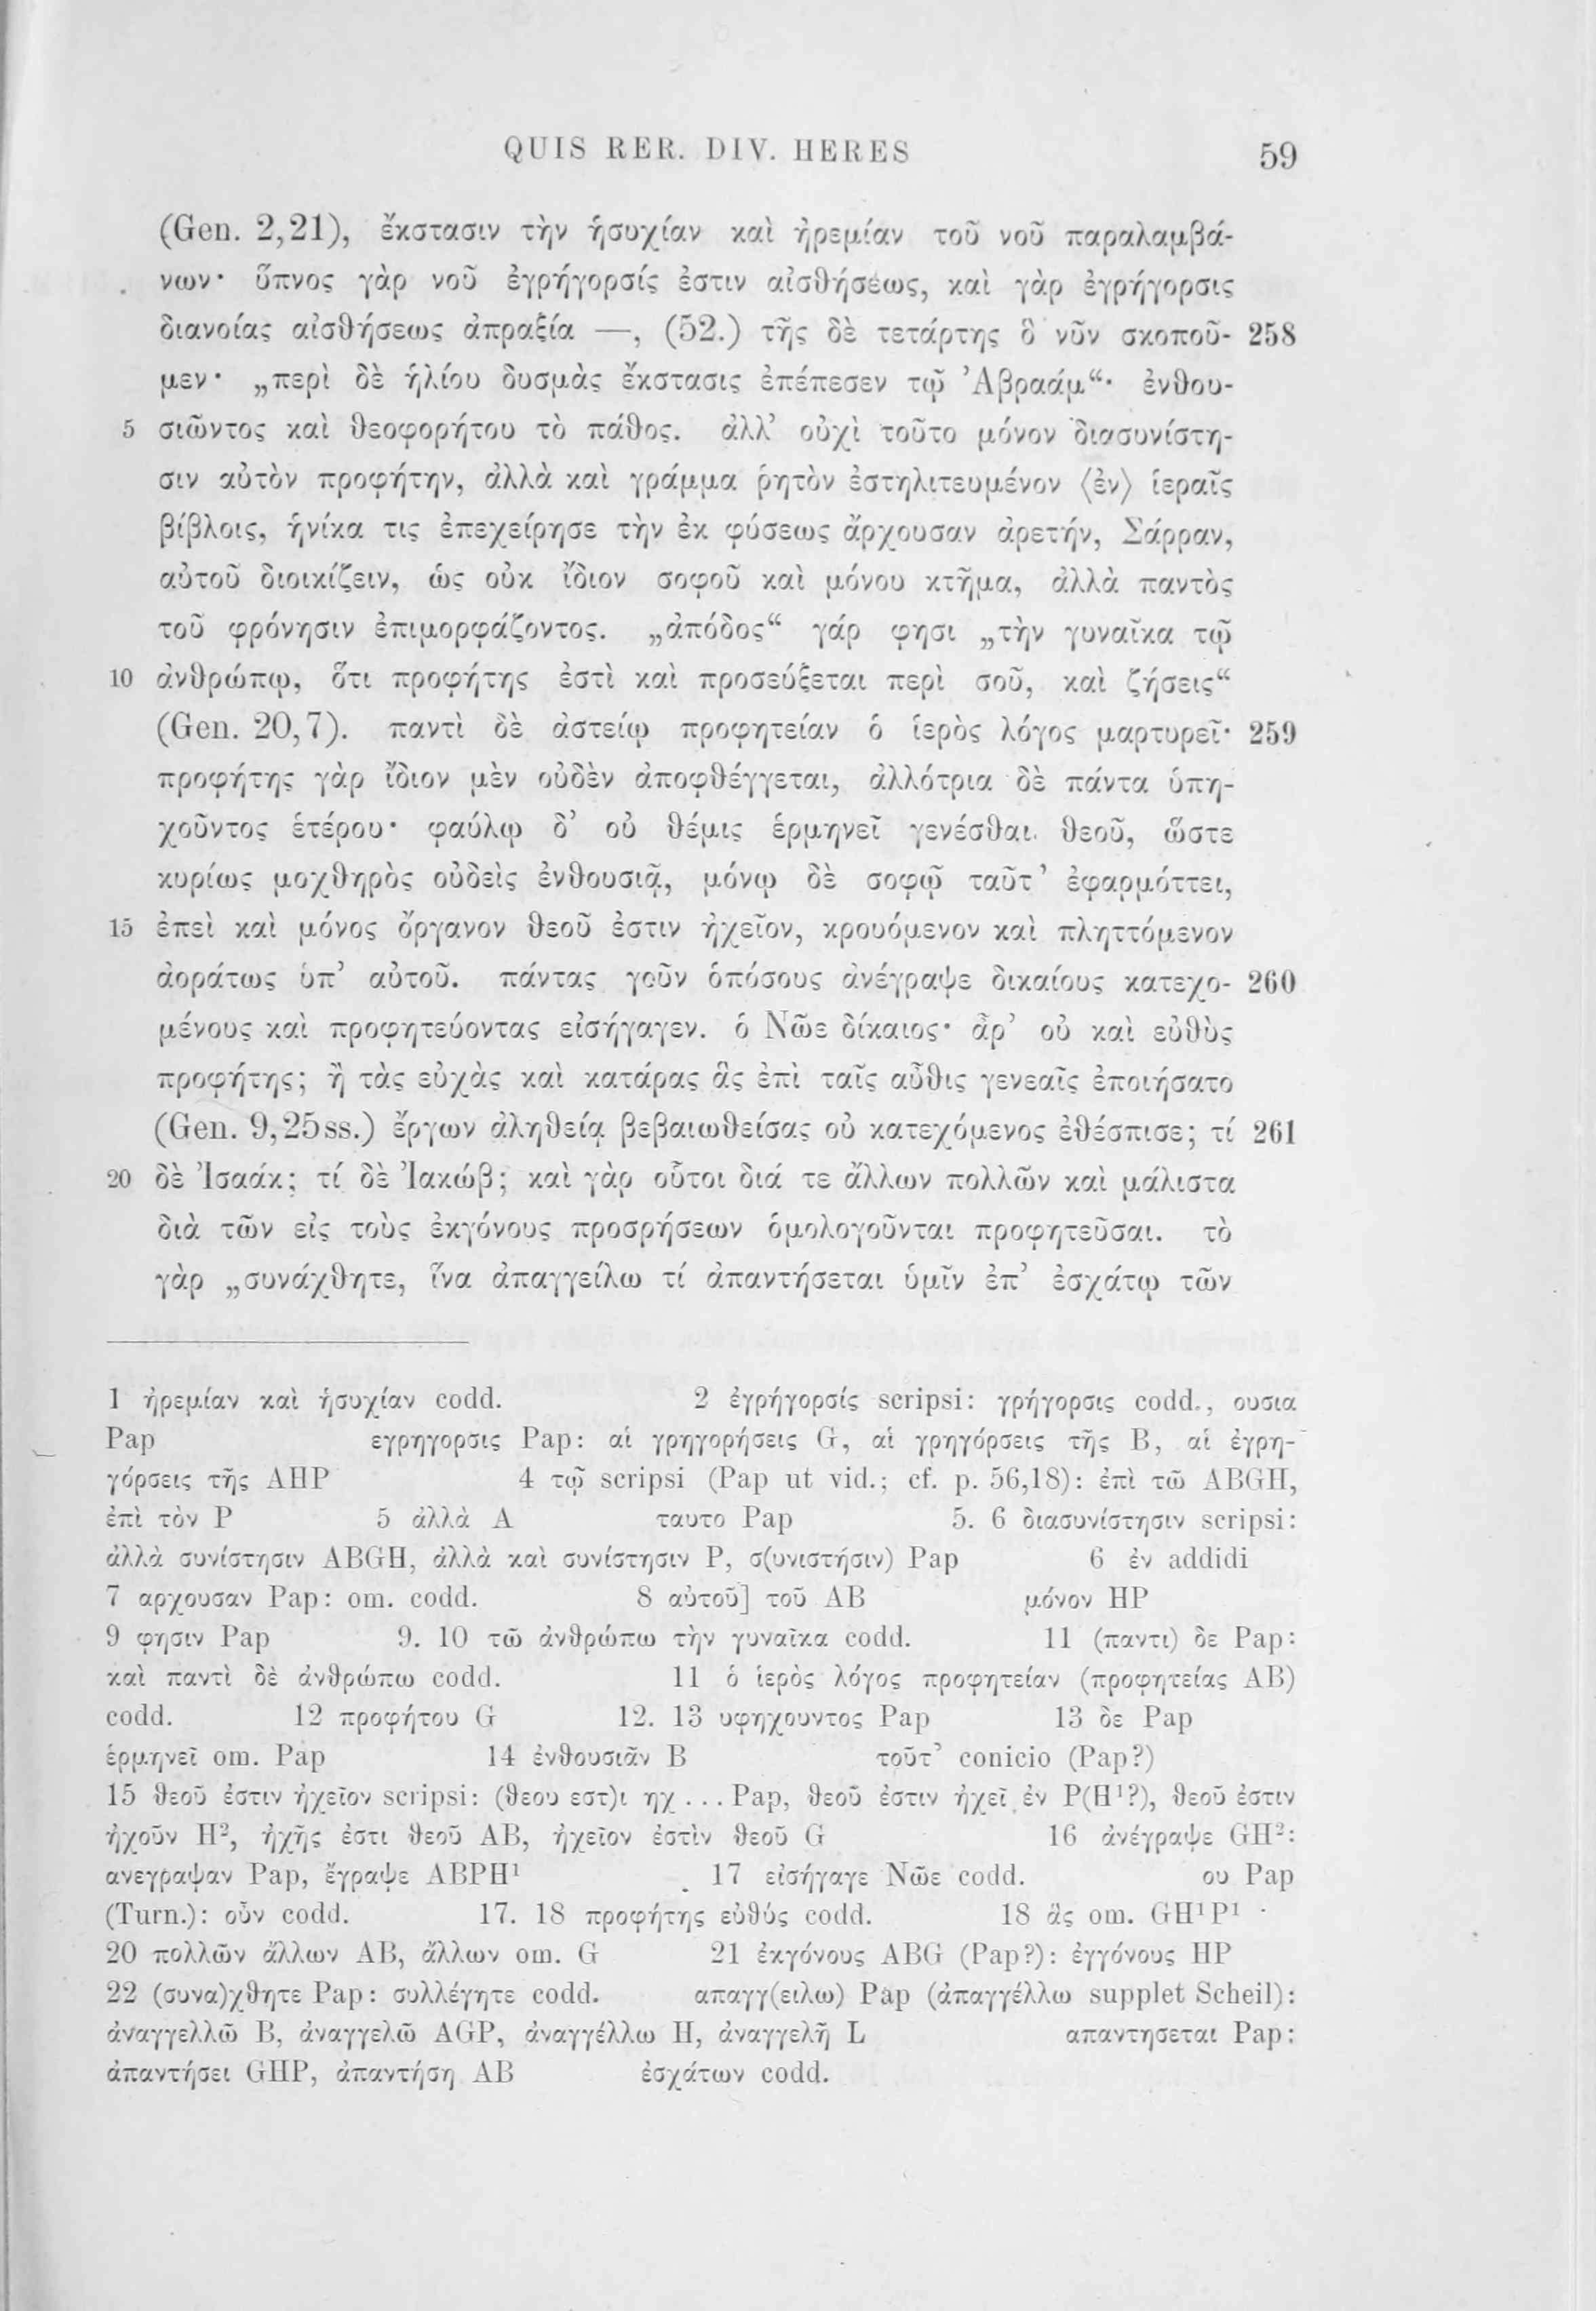 QUIS RER. DIV. HERES 59
(Gen. 2,21), ἔκστασιν τὴν ἡσυχίαν καὶ ἠρεμίαν τοῦ νοῦ παραλαμβά-
νων· ὕπνος γὰρ νοῦ ἐγρήγορσίς ἐστιν αἰσθήσεως, καὶ γὰρ ἐγρήγορσις
διανοίας αἰσθήσεως ἀπραξία —, (52.) τῆς δὲ τετάρτης ὃ νῦν σκοποῦ- 258
μεν· „περὶ δὲ ἡλίου δυσμὰς ἔκστασις ἐπέπεσεν τῷ Ἀβραάμ“· ἐνθου-
5 σιῶντος καὶ θεοφορήτου τὸ πάθος. ἀλλ’ οὐχὶ τοῦτο μόνον διασυνίστη-
σιν αὐτὸν προφήτην, ἀλλὰ καὶ γράμμα ῥητὸν ἐστηλιτευμένον ⟨ἐν⟩ ἱεραῖς
βίβλοις, ἡνίκα τις ἐπεχείρησε τὴν ἐκ φύσεως ἄρχουσαν ἀρετήν, Σάρραν,
αὐτοῦ διοικίζειν, ὡς οὐκ ἴδιον σοφοῦ καὶ μόνου κτῆμα, ἀλλὰ παντὸς
τοῦ φρόνησιν ἐπιμορφάζοντος. „ἀπόδος“ γάρ φησι „τὴν γυναῖκα τῷ
10 ἀνθρώπῳ, ὅτι προφήτης ἐστὶ καὶ προσεύξεται περὶ σοῦ, καὶ ζήσεις“
(Gen. 20,7). παντὶ δὲ ἀστείῳ προφητείαν ὁ ἱερὸς λόγος μαρτυρεῖ· 259
προφήτης γὰρ ἴδιον μὲν οὐδὲν ἀποφθέγγεται, ἀλλότρια δὲ πάντα ὑπη-
χοῦντος ἑτέρου· φαύλῳ δ’ οὐ θέμις ἑρμηνεῖ γενέσθαι θεοῦ, ὥστε
κυρίως μοχθηρὸς οὐδεὶς ἐνθουσιᾷ, μόνῳ δὲ σοφῷ ταῦτ’ ἐφαρμόττει,
15 ἐπεὶ καὶ μόνος ὄργανον θεοῦ ἐστιν ἠχεῖον, κρουόμενον καὶ πληττόμενον
ἀοράτως ὑπ’ αὐτοῦ. πάντας γοῦν ὁπόσους ἀνέγραψε δικαίους κατεχο- 260
μένους καὶ προφητεύοντας εἰσήγαγεν. ὁ Νῶε δίκαιος· ἆρ’ οὐ καὶ εὐθὺς
προφήτης; ἢ τὰς εὐχὰς καὶ κατάρας ἃς ἐπὶ ταῖς αὖθις γενεαῖς ἐποιήσατο
(Gen. 9,25ss.) ἔργων ἀληθείᾳ βεβαιωθείσας οὐ κατεχόμενος ἐθέσπισε; τί 261
20 δὲ Ἰσαάκ; τί δὲ Ἰακώβ; καὶ γὰρ οὗτοι διά τε ἄλλων πολλῶν καὶ μάλιστα
διὰ τῶν εἰς τοὺς ἐκγόνους προσρήσεων ὁμολογοῦνται προφητεῦσαι. τὸ
γὰρ „συνάχθητε, ἵνα ἀπαγγείλω τί ἀπαντήσεται ὑμῖν ἐπ’ ἐσχάτῳ τῶν
1 ἠρεμίαν καὶ ἡσυχίαν codd. 2 ἐγρήγορσίς scripsi: γρήγορσις codd., ουσια
Pap εγρηγορσις Pap: αἱ γρηγορήσεις G, αἱ γρηγόρσεις τῆς B, αἱ ἐγρη-
γόρσεις τῆς AHP 4 τῷ scripsi (Pap ut vid.; cf. p. 56,18): ἐπὶ τῶ ABGH,
ἐπὶ τὸν P 5 ἀλλὰ A ταυτο Pap 5. 6 διασυνίστησιν scripsi:
ἀλλὰ συνίστησιν ABGH, ἀλλὰ καὶ συνίστησιν P, σ(υνιστήσιν) Pap 6 ἐν addidi
7 αρχουσαν Pap: om. codd. 8 αὐτοῦ] τοῦ AB μόνον HP
9 φησιν Pap 9. 10 τῶ ἀνθρώπω τὴν γυναῖκα codd. 11 (παντι) δε Pap:
καὶ παντὶ δὲ ἀνθρώπω codd. 11 ὁ ἱερὸς λόγος προφητείαν (προφητείας AB)
codd. 12 προφήτου G 12. 13 υφηχουντος Pap 13 δε Pap
ἑρμηνεῖ om. Pap 14 ἐνθουσιᾶν B τοῦτ’ conicio (Pap?)
15 θεοῦ ἐστιν ἠχεῖον scripsi: (θεου εστ)ι ηχ ... Pap, θεοῦ ἐστιν ἠχεῖ ἐν P(H¹?), θεοῦ ἐστιν
ἠχοῦν H², ἠχῆς ἐστι θεοῦ AB, ἠχεῖον ἐστὶν θεοῦ G 16 ἀνέγραψε GH²:
ανεγραψαν Pap, ἔγραψε ABPH¹ 17 εἰσήγαγε Νῶε codd. ου Pap
(Turn.): οὖν codd. 17. 18 προφήτης εὐθύς codd. 18 ἃς om. GH¹P¹
20 πολλῶν ἄλλων AB, ἄλλων om. G 21 ἐκγόνους ABG (Pap?): ἐγγόνους HP
22 (συνα)χθητε Pap: συλλέγητε codd. απαγγ(ειλω) Pap (ἀπαγγέλλω supplet Scheil):
ἀναγγελλῶ B, ἀναγγελῶ AGP, ἀναγγέλλω H, ἀναγγελῆ L απαντησεται Pap:
ἀπαντήσει GHP, ἀπαντήση AB ἐσχάτων codd.